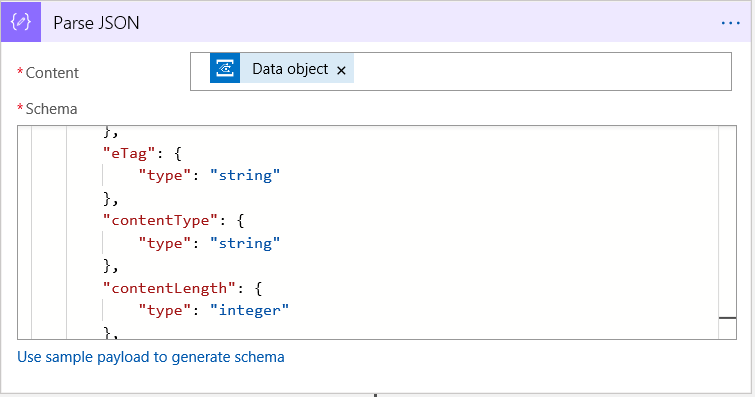 Parse JSON
...
*Content
Data object ×
*Schema
},
"eTag": {
"type": "string"
},
"contentType": {
"type": "string"
},
"contentLength": {
"type": "integer"
},
Use sample payload to generate schema